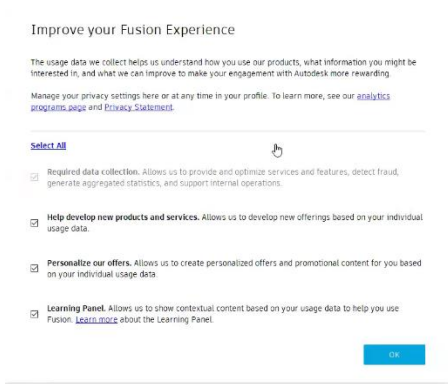 Improve your Fusion Experience
The usage data we collect helps us understand how you use our products, what information you might be
interested in, and what we can improve to make your engagement with Autodesk more rewarding.
Manage your privacy settings here or at any time in your profile. To learn more, see our analytics
programs page and Privacy Statement.
Select All
Required data collection. Allows us to provide and optimize services and features, detect fraud,
generate aggregated statistics, and support internal operations.
Help develop new products and services. Allows us to develop new offerings based on your individual
usage data.
Personalize our offers. Allows us to create personalized offers and promotional content for you based
on your individual usage data.
Learning Panel. Allows us to show contextual content based on your usage data to help you use
Fusion. Learn more about the Learning Panel.
OK